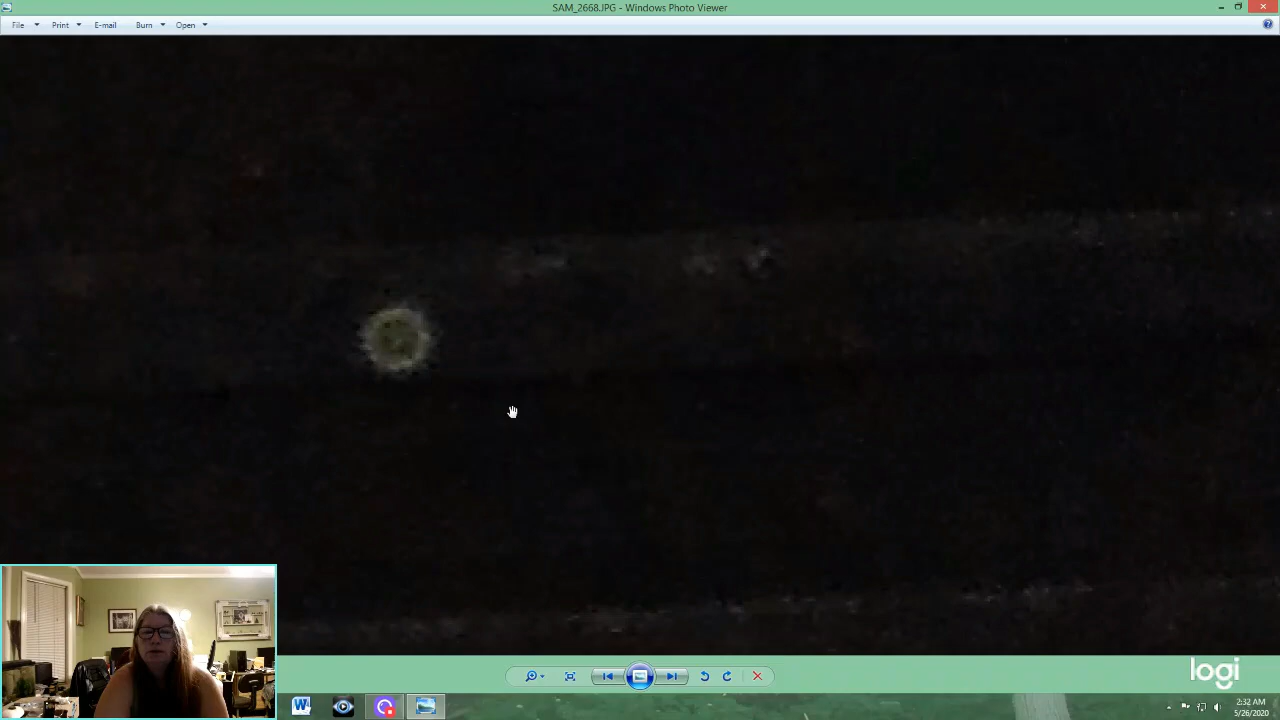 SAM_2668.JPG - Windows Photo Viewer
File Print E-mail Burn Open
logi
2:32 AM
5/26/2020